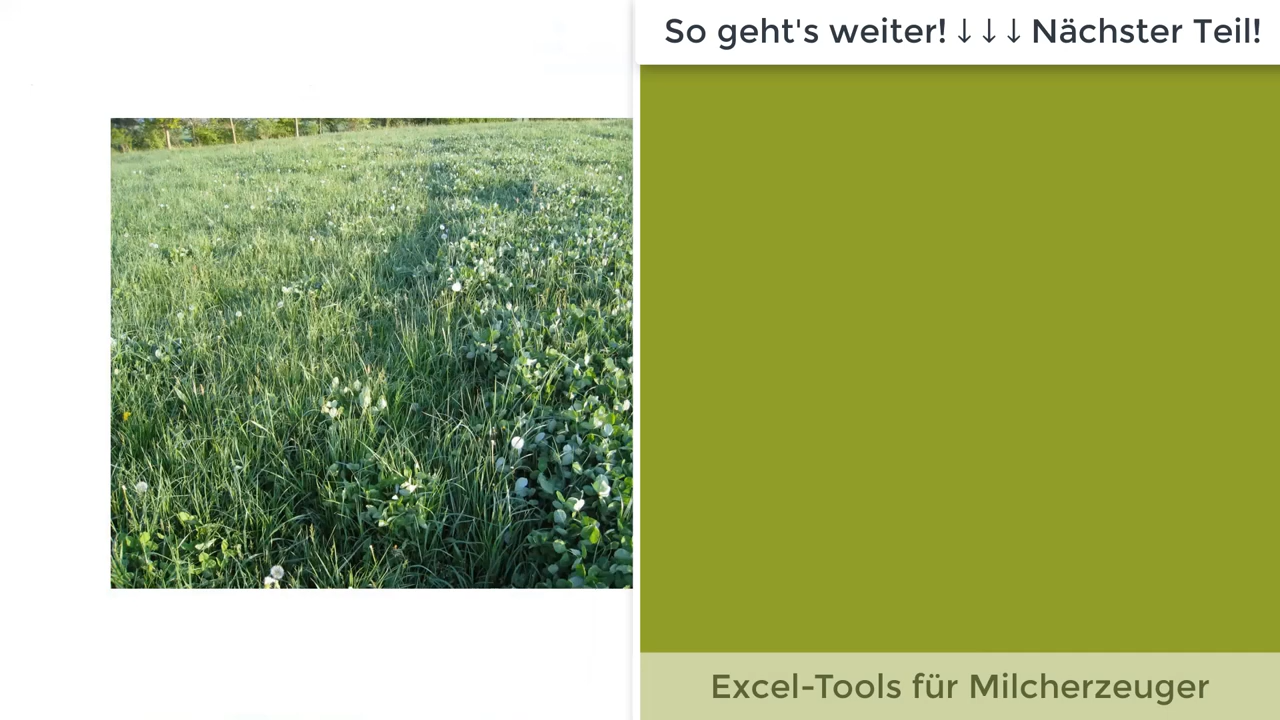 So geht's weiter! ↓ ↓ ↓ Nächster Teil!
Excel-Tools für Milcherzeuger